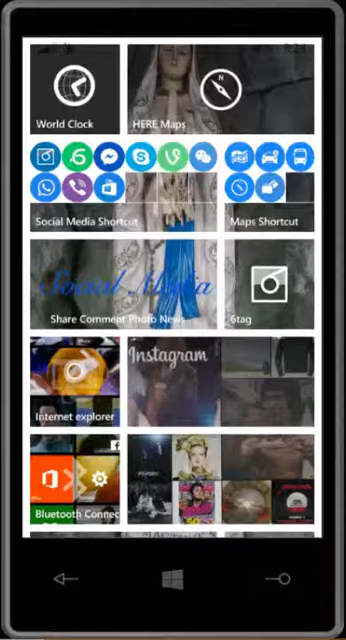 World Clock
N
HERE Maps
Social Media Shortcut
Maps Shortcut
Social Media
Share Comment Photo News
6tag
Instagram
Internet explorer
Bluetooth Connec